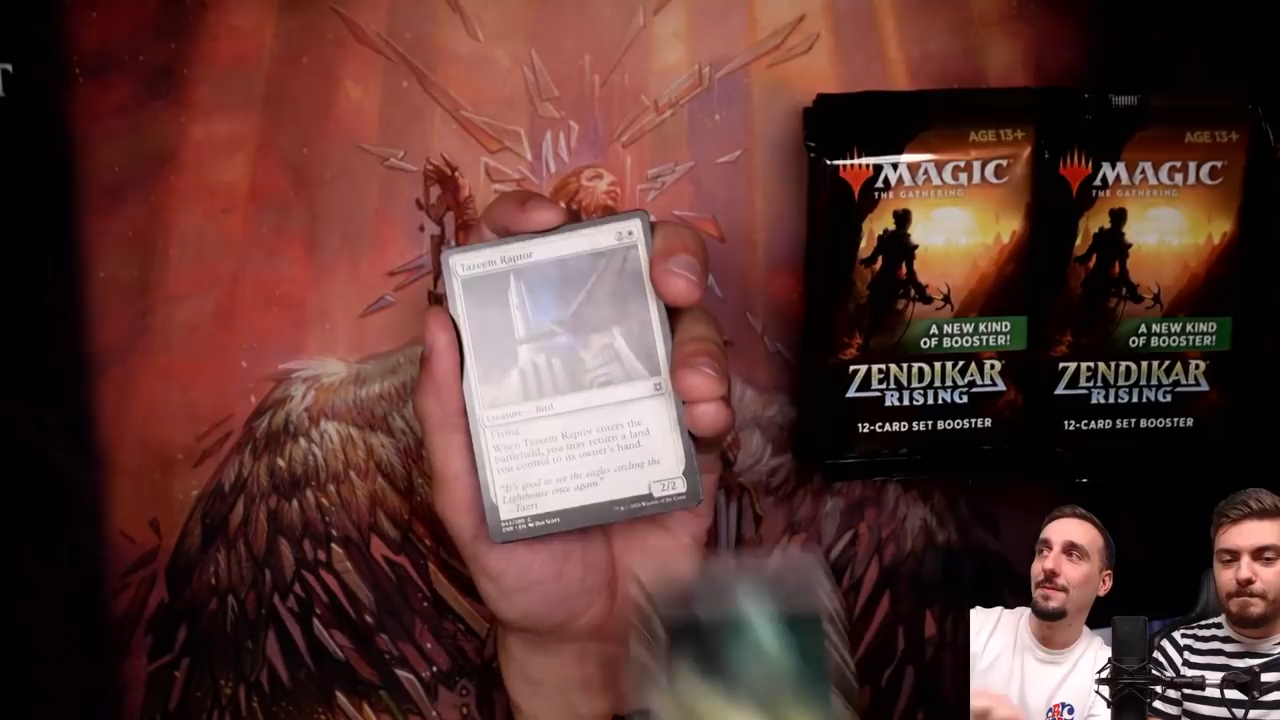 T
Tazeem Raptor
2
Creature — Bird
Flying
When Tazeem Raptor enters the
battlefield, you may return a land
you control to its owner's hand.
"It's good to see the eagles circling the
Lighthouse once again."
—Tazri
2/2
ZNR • EN
AGE 13+
MAGIC
THE GATHERING
A NEW KIND
OF BOOSTER!
ZENDIKAR
RISING
12-CARD SET BOOSTER
AGE 13+
MAGIC
THE GATHERING
A NEW KIND
OF BOOSTER!
ZENDIKAR
RISING
12-CARD SET BOOSTER